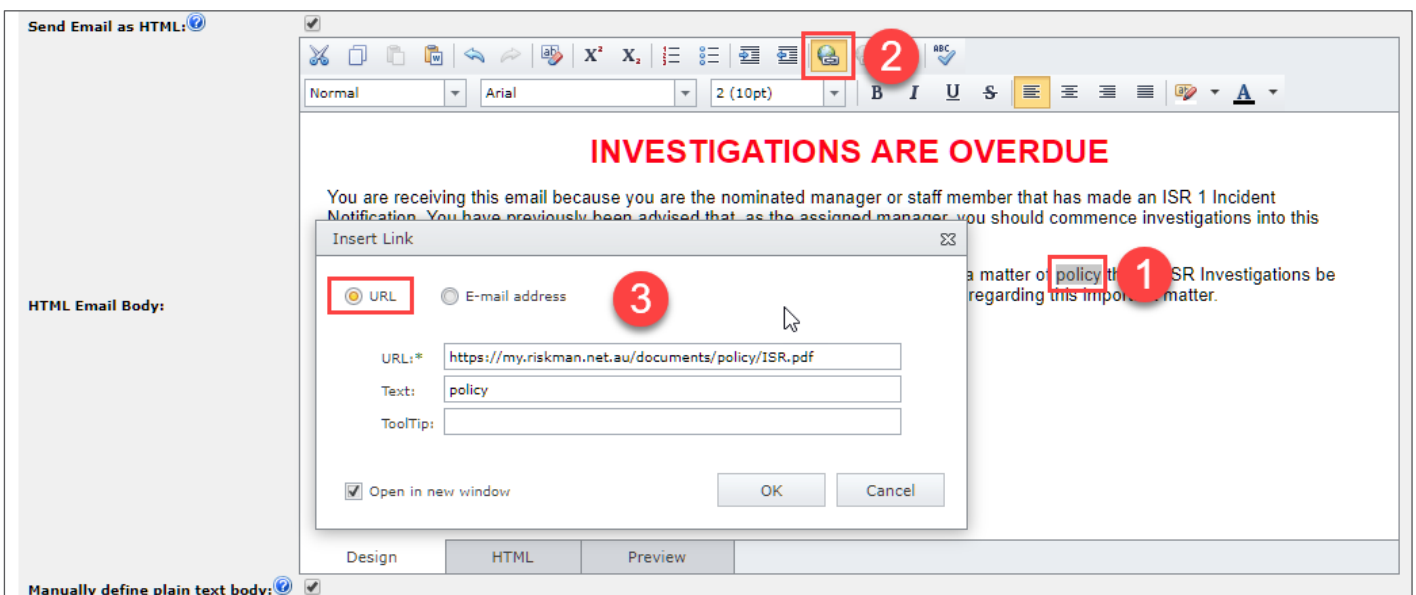 Send Email as HTML:
2
ABC
X² X₂
Normal Arial 2 (10pt) B I U S A
INVESTIGATIONS ARE OVERDUE
You are receiving this email because you are the nominated manager or staff member that has made an ISR 1 Incident
Notification. You have previously been advised that, as the assigned manager, you should commence investigations into this
Insert Link
a matter of policy th 1 SR Investigations be
URL E-mail address 3
regarding this important matter.
HTML Email Body:
URL:* https://my.riskman.net.au/documents/policy/ISR.pdf
Text: policy
ToolTip:
Open in new window OK Cancel
Design HTML Preview
Manually define plain text body: